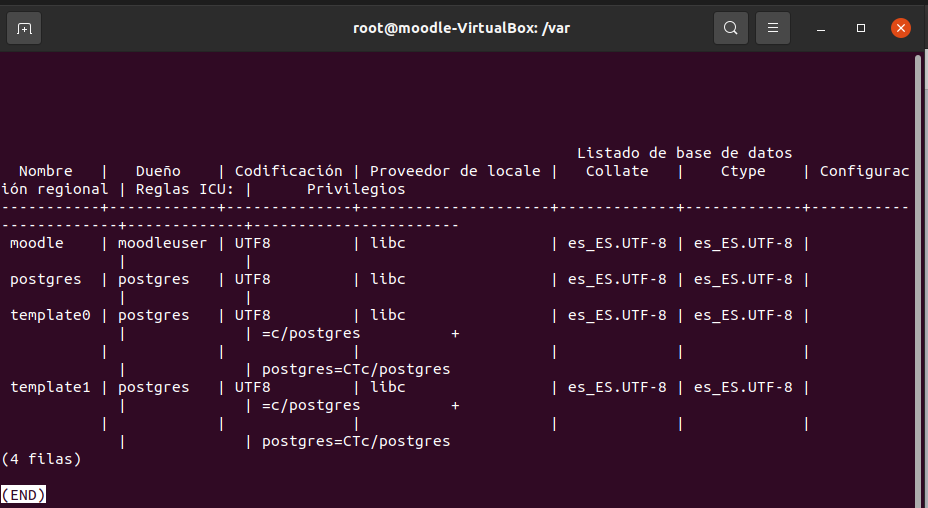 root@moodle-VirtualBox: /var
Listado de base de datos
  Nombre   |   Dueño    | Codificación | Proveedor de locale |   Collate   |    Ctype    | Configurac
ión regional | Reglas ICU: |      Privilegios
-----------+------------+--------------+---------------------+-------------+-------------+-----------
-------------+-------------+-----------------------
 moodle    | moodleuser | UTF8         | libc                | es_ES.UTF-8 | es_ES.UTF-8 |
             |             |
 postgres  | postgres   | UTF8         | libc                | es_ES.UTF-8 | es_ES.UTF-8 |
             |             |
 template0 | postgres   | UTF8         | libc                | es_ES.UTF-8 | es_ES.UTF-8 |
             |             | =c/postgres          +
           |            |              |                     |             |             |
             |             | postgres=CTc/postgres
 template1 | postgres   | UTF8         | libc                | es_ES.UTF-8 | es_ES.UTF-8 |
             |             | =c/postgres          +
           |            |              |                     |             |             |
             |             | postgres=CTc/postgres
(4 filas)
(END)